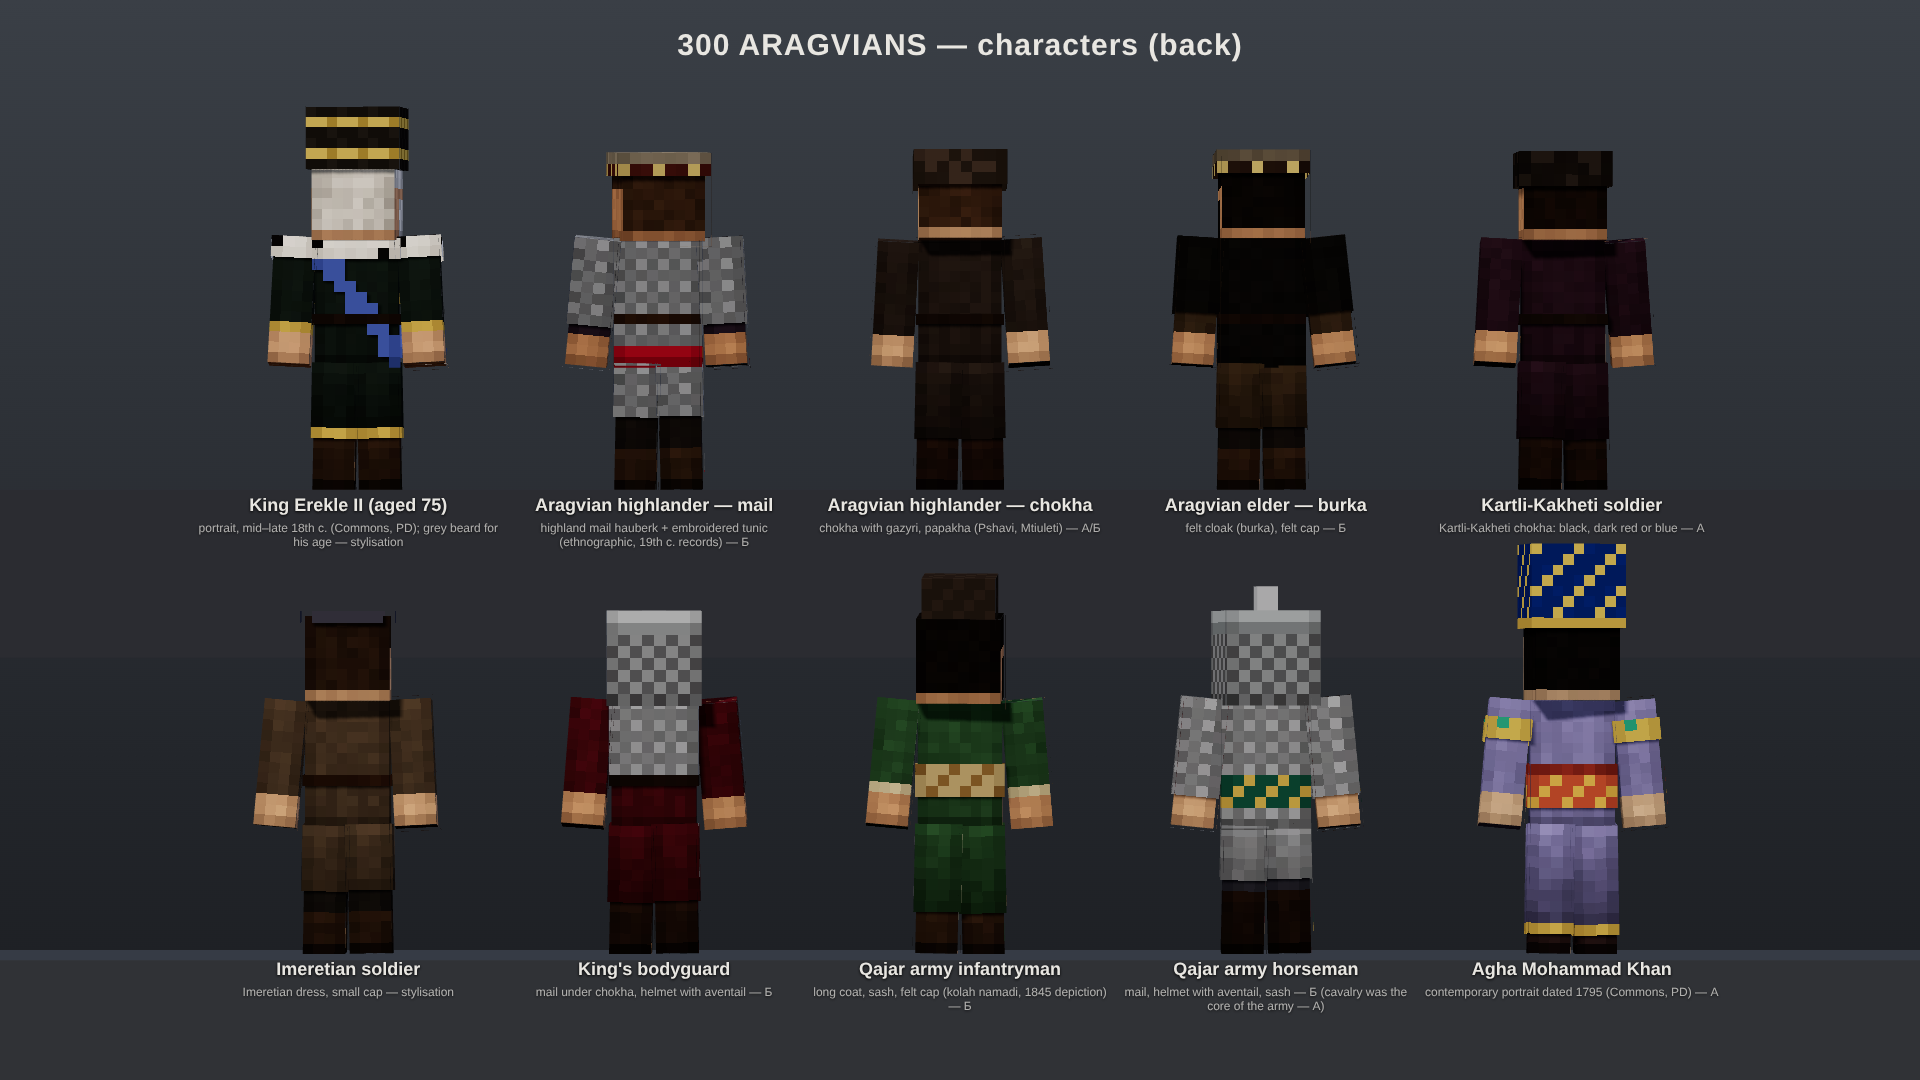 300 ARAGVIANS — characters (back)
King Erekle II (aged 75)
portrait, mid–late 18th c. (Commons, PD); grey beard for
his age — stylisation
Aragvian highlander — mail
highland mail hauberk + embroidered tunic
(ethnographic, 19th c. records) — Б
Aragvian highlander — chokha
chokha with gazyri, papakha (Pshavi, Mtiuleti) — А/Б
Aragvian elder — burka
felt cloak (burka), felt cap — Б
Kartli-Kakheti soldier
Kartli-Kakheti chokha: black, dark red or blue — А
Imeretian soldier
Imeretian dress, small cap — stylisation
King's bodyguard
mail under chokha, helmet with aventail — Б
Qajar army infantryman
long coat, sash, felt cap (kolah namadi, 1845 depiction)
— Б
Qajar army horseman
mail, helmet with aventail, sash — Б (cavalry was the
core of the army — А)
Agha Mohammad Khan
contemporary portrait dated 1795 (Commons, PD) — А